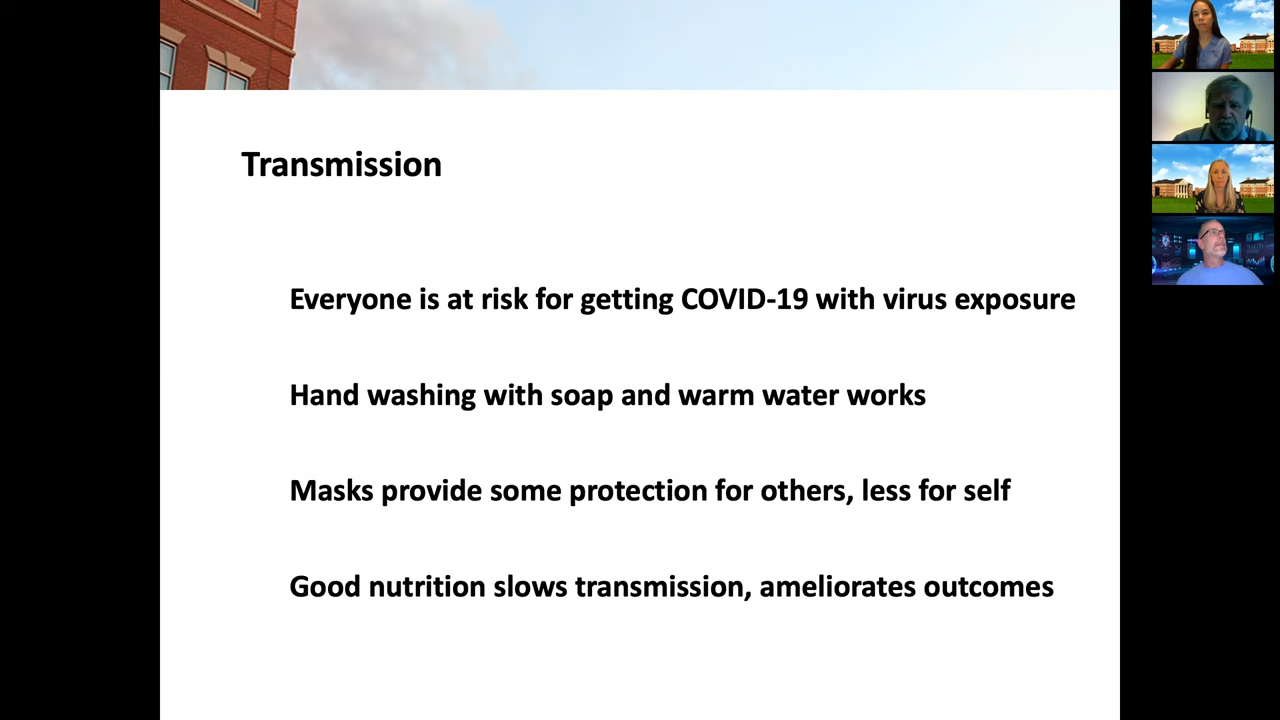 Transmission
Everyone is at risk for getting COVID-19 with virus exposure
Hand washing with soap and warm water works
Masks provide some protection for others, less for self
Good nutrition slows transmission, ameliorates outcomes